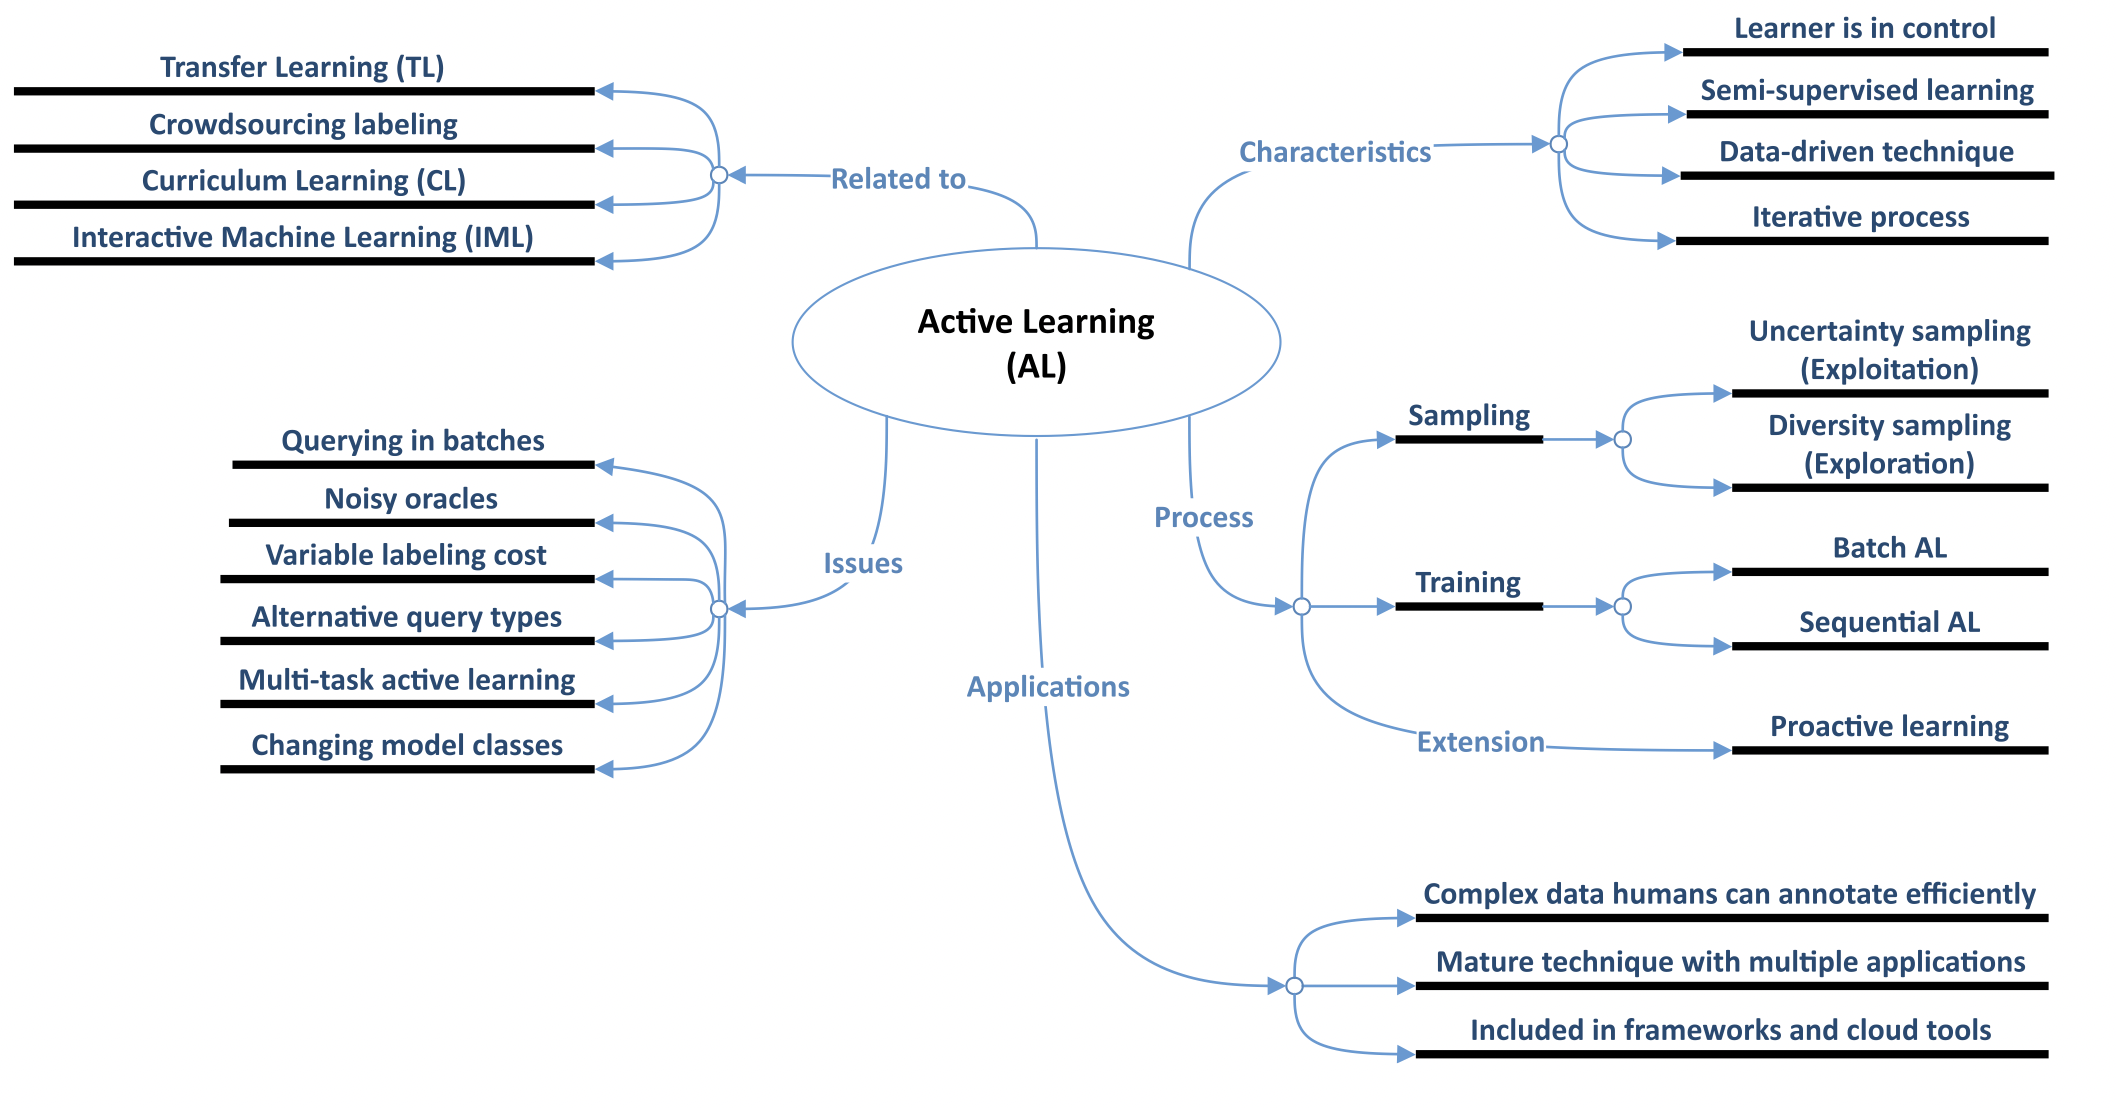 Transfer Learning (TL)
Crowdsourcing labeling
Curriculum Learning (CL)
Interactive Machine Learning (IML)
Related to
Characteristics
Learner is in control
Semi-supervised learning
Data-driven technique
Iterative process
Active Learning
(AL)
Querying in batches
Noisy oracles
Variable labeling cost
Alternative query types
Multi-task active learning
Changing model classes
Issues
Applications
Process
Sampling
Uncertainty sampling
(Exploitation)
Diversity sampling
(Exploration)
Training
Batch AL
Sequential AL
Extension
Proactive learning
Complex data humans can annotate efficiently
Mature technique with multiple applications
Included in frameworks and cloud tools